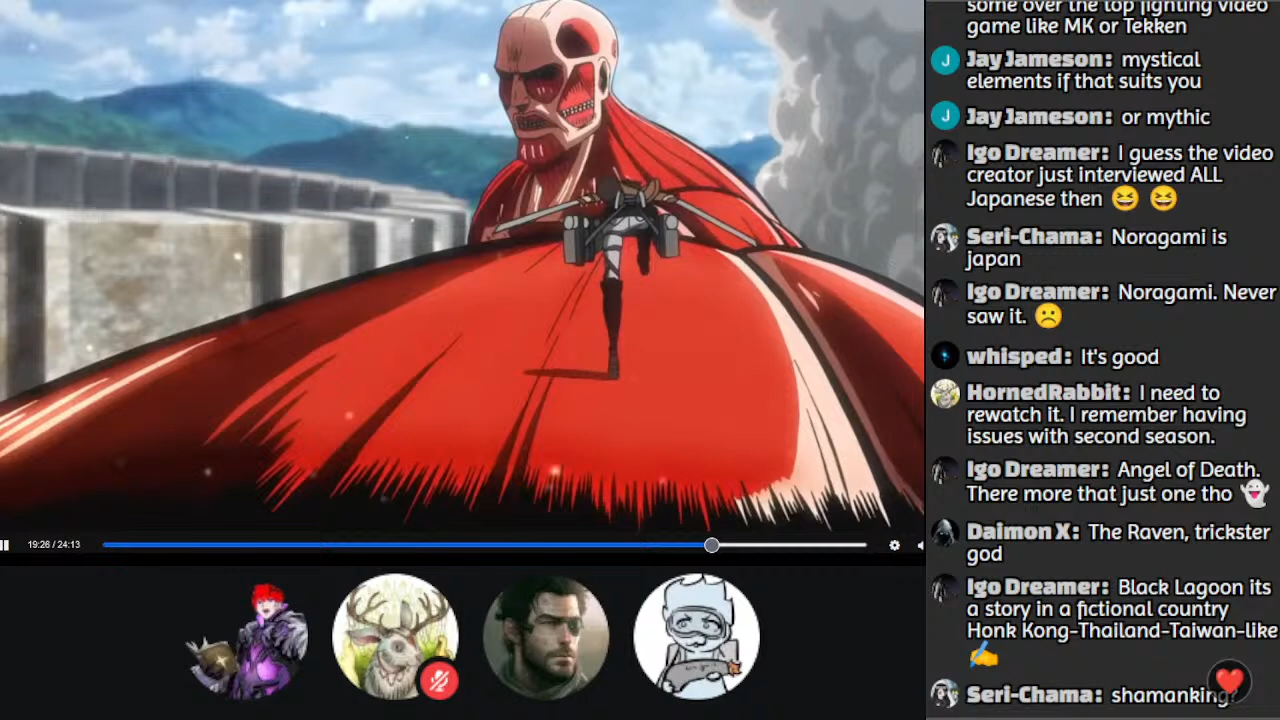 some over the top fighting video
game like MK or Tekken
Jay Jameson: mystical
elements if that suits you
Jay Jameson: or mythic
Igo Dreamer: I guess the video
creator just interviewed ALL
Japanese then 😆 😆
Seri-Chama: Noragami is
japan
Igo Dreamer: Noragami. Never
saw it. ☹️
whisped: It's good
HornedRabbit: I need to
rewatch it. I remember having
issues with second season.
Igo Dreamer: Angel of Death.
There more that just one tho 👻
Daimon X: The Raven, trickster
god
Igo Dreamer: Black Lagoon its
a story in a fictional country
Honk Kong-Thailand-Taiwan-like
✍️
Seri-Chama: shamanking?
19:26 / 24:13
J
J